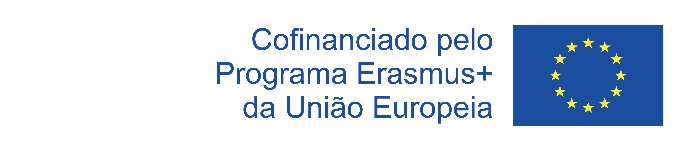 Cofinanciado pelo
Programa Erasmus+
da União Europeia